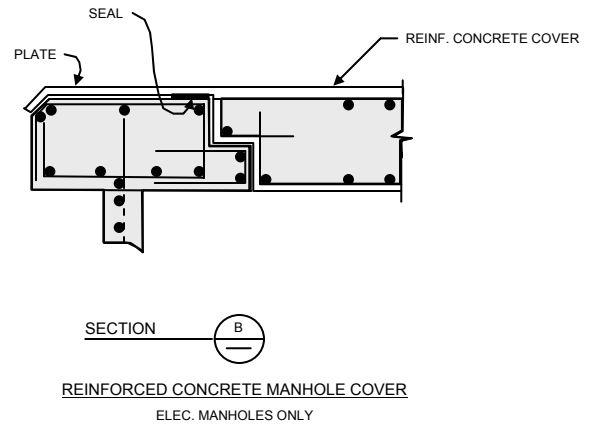 SEAL
PLATE
REINF. CONCRETE COVER
SECTION
B
REINFORCED CONCRETE MANHOLE COVER
ELEC. MANHOLES ONLY